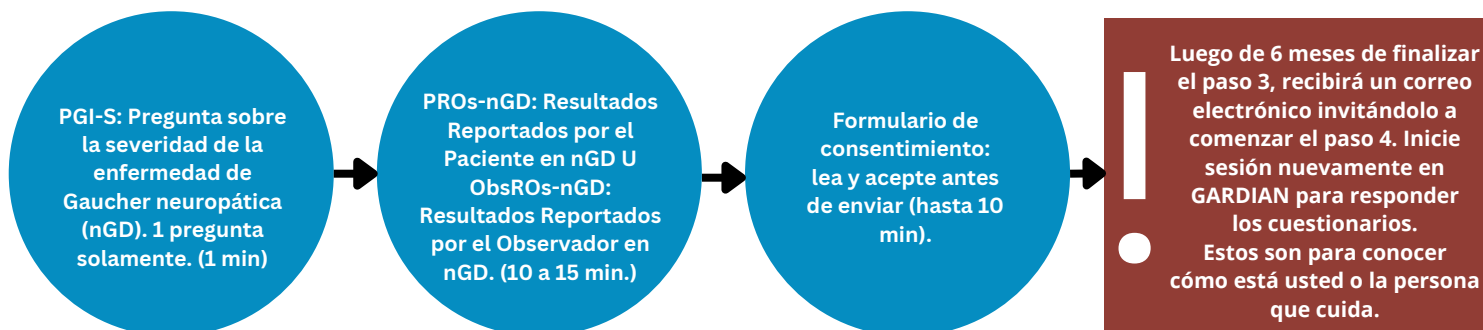 PGI-S: Pregunta sobre
la severidad de la
enfermedad de
Gaucher neuropática
(nGD). 1 pregunta
solamente. (1 min)
PROs-nGD: Resultados
Reportados por el
Paciente en nGD U
ObsROs-nGD:
Resultados Reportados
por el Observador en
nGD. (10 a 15 min.)
Formulario de
consentimiento:
lea y acepte antes
de enviar (hasta 10
min).
!
Luego de 6 meses de finalizar
el paso 3, recibirá un correo
electrónico invitándolo a
comenzar el paso 4. Inicie
sesión nuevamente en
GARDIAN para responder
los cuestionarios.
Estos son para conocer
cómo está usted o la persona
que cuida.